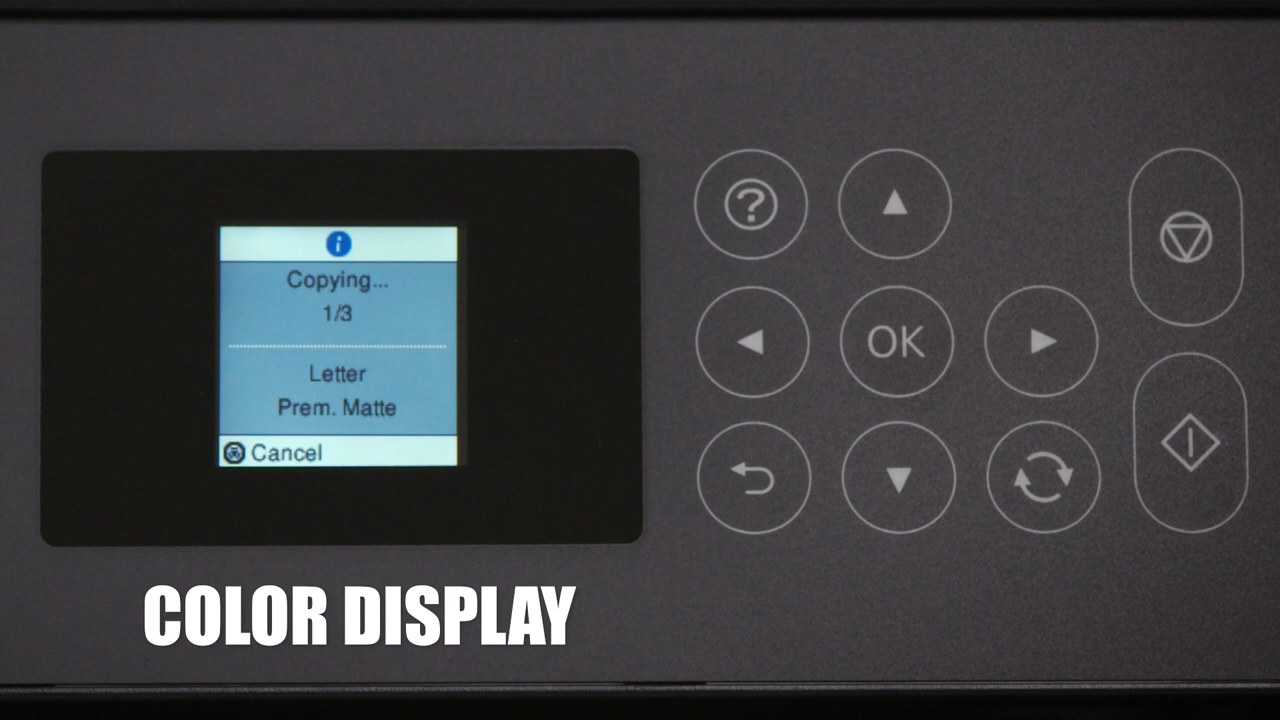 Copying...
1/3
Letter
Prem. Matte
Cancel
?
OK
COLOR DISPLAY